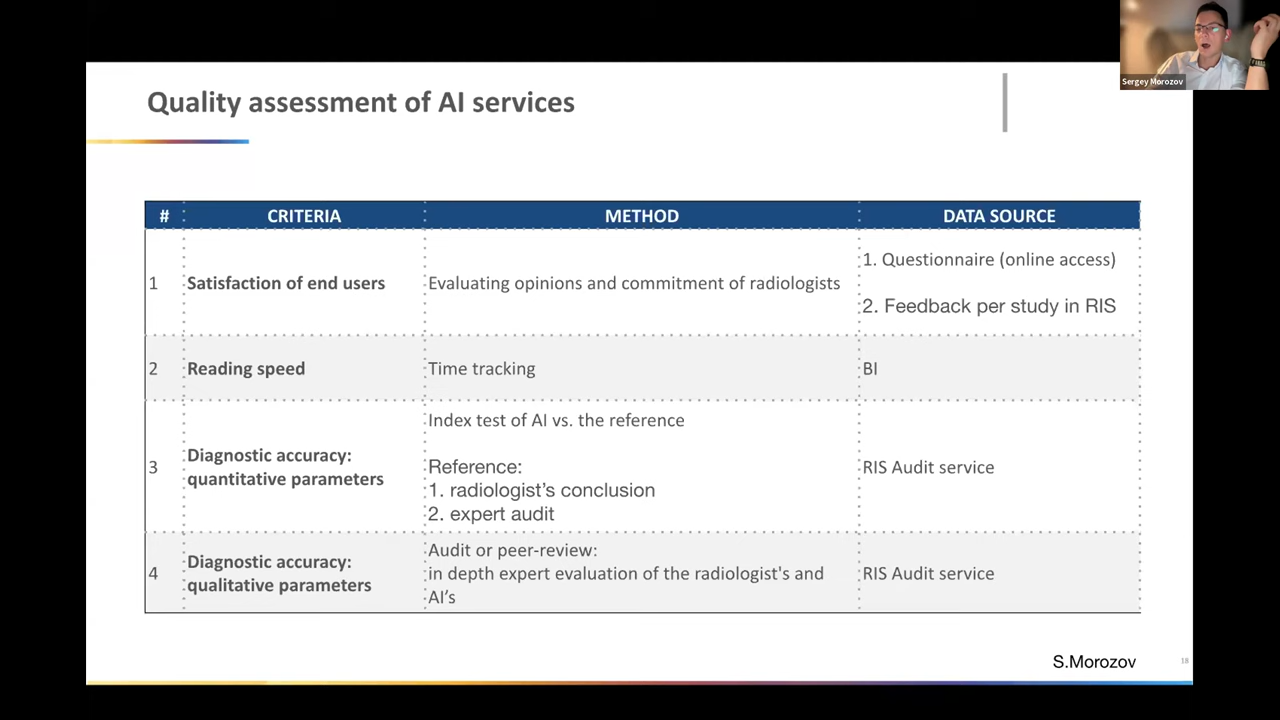 Sergey Morozov
Quality assessment of AI services
#
CRITERIA
METHOD
DATA SOURCE
1
Satisfaction of end users
Evaluating opinions and commitment of radiologists
1. Questionnaire (online access)
2. Feedback per study in RIS
2
Reading speed
Time tracking
BI
3
Diagnostic accuracy:
quantitative parameters
Index test of AI vs. the reference
Reference:
1. radiologist's conclusion
2. expert audit
RIS Audit service
4
Diagnostic accuracy:
qualitative parameters
Audit or peer-review:
in depth expert evaluation of the radiologist's and
AI's
RIS Audit service
S.Morozov
18